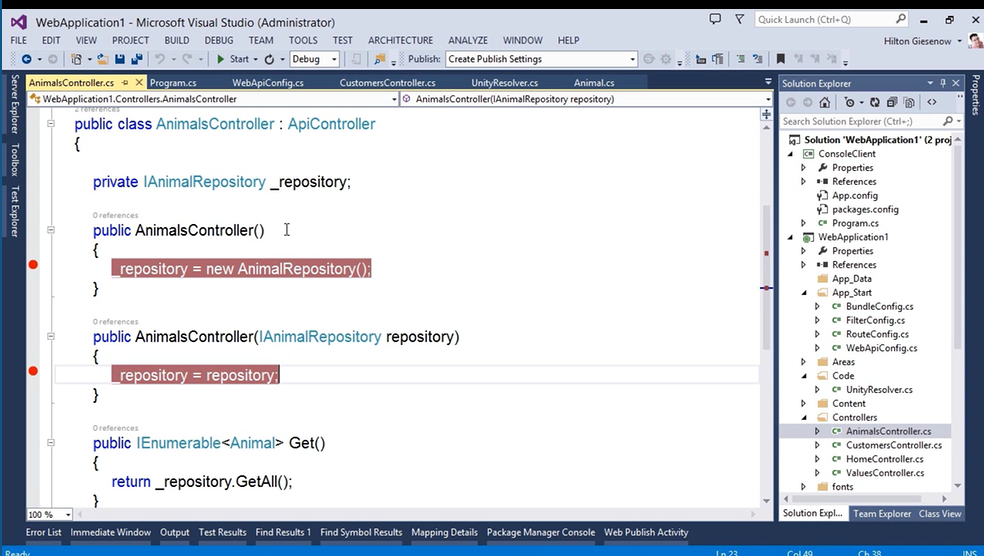 WebApplication1 - Microsoft Visual Studio (Administrator)
Quick Launch (Ctrl+Q)
FILE EDIT VIEW PROJECT BUILD DEBUG TEAM TOOLS TEST ARCHITECTURE ANALYZE WINDOW HELP
Hilton Giesenow
Start Debug Publish: Create Publish Settings
AnimalsController.cs Program.cs WebApiConfig.cs CustomersController.cs UnityResolver.cs Animal.cs
WebApplication1.Controllers.AnimalsController AnimalsController(IAnimalRepository repository)
Server Explorer
Toolbox
Test Explorer
2 references
public class AnimalsController : ApiController
{
private IAnimalRepository _repository;
0 references
public AnimalsController()
{
_repository = new AnimalRepository();
}
0 references
public AnimalsController(IAnimalRepository repository)
{
_repository = repository;
}
public IEnumerable<Animal> Get()
{
return _repository.GetAll();
}
100 %
Solution Explorer
Search Solution Explorer (Ctrl+;)
Solution 'WebApplication1' (2 proj
ConsoleClient
Properties
References
App.config
packages.config
Program.cs
WebApplication1
Properties
References
App_Data
App_Start
BundleConfig.cs
FilterConfig.cs
RouteConfig.cs
WebApiConfig.cs
Areas
Code
UnityResolver.cs
Content
Controllers
AnimalsController.cs
CustomersController.cs
HomeController.cs
ValuesController.cs
fonts
Solution Expl... Team Explorer Class View
Properties
Error List Immediate Window Output Test Results Find Results 1 Find Symbol Results Mapping Details Package Manager Console Web Publish Activity
Ready Ln 23 Col 49 Ch 38 INS